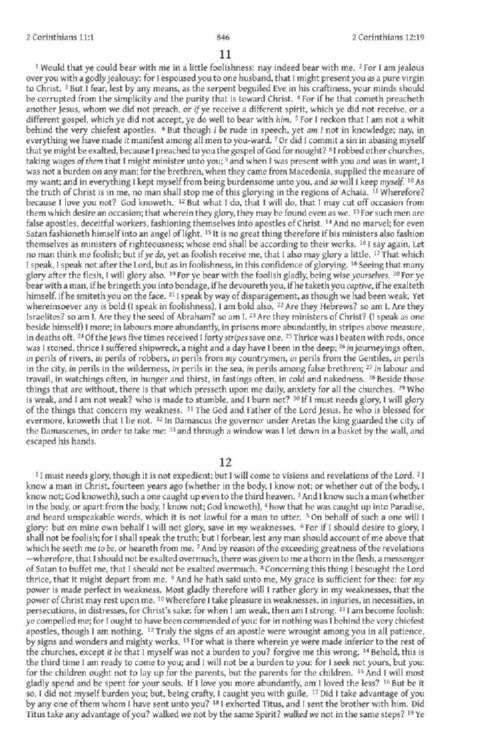 2 Corinthians 11:1 846 2 Corinthians 12:19
11
1 Would that ye could bear with me in a little foolishness: nay indeed bear with me. 2 For I am jealous
over you with a godly jealousy: for I espoused you to one husband, that I might present you as a pure virgin
to Christ. 3 But I fear, lest by any means, as the serpent beguiled Eve in his craftiness, your minds should
be corrupted from the simplicity and the purity that is toward Christ. 4 For if he that cometh preacheth
another Jesus, whom we did not preach, or if ye receive a different spirit, which ye did not receive, or a
different gospel, which ye did not accept, ye do well to bear with him. 5 For I reckon that I am not a whit
behind the very chiefest apostles. 6 But though I be rude in speech, yet am I not in knowledge; nay, in
everything we have made it manifest among all men to you-ward. 7 Or did I commit a sin in abasing myself
that ye might be exalted, because I preached to you the gospel of God for nought? 8 I robbed other churches,
taking wages of them that I might minister unto you; 9 and when I was present with you and was in want, I
was not a burden on any man; for the brethren, when they came from Macedonia, supplied the measure of
my want; and in everything I kept myself from being burdensome unto you, and so will I keep myself. 10 As
the truth of Christ is in me, no man shall stop me of this glorying in the regions of Achaia. 11 Wherefore?
because I love you not? God knoweth. 12 But what I do, that I will do, that I may cut off occasion from
them which desire an occasion; that wherein they glory, they may be found even as we. 13 For such men are
false apostles, deceitful workers, fashioning themselves into apostles of Christ. 14 And no marvel; for even
Satan fashioneth himself into an angel of light. 15 It is no great thing therefore if his ministers also fashion
themselves as ministers of righteousness; whose end shall be according to their works. 16 I say again, Let
no man think me foolish; but if ye do, yet as foolish receive me, that I also may glory a little. 17 That which
I speak, I speak not after the Lord, but as in foolishness, in this confidence of glorying. 18 Seeing that many
glory after the flesh, I will glory also. 19 For ye bear with the foolish gladly, being wise yourselves. 20 For ye
bear with a man, if he bringeth you into bondage, if he devoureth you, if he taketh you captive, if he exalteth
himself, if he smiteth you on the face. 21 I speak by way of disparagement, as though we had been weak. Yet
whereinsoever any is bold (I speak in foolishness), I am bold also. 22 Are they Hebrews? so am I. Are they
Israelites? so am I. Are they the seed of Abraham? so am I. 23 Are they ministers of Christ? (I speak as one
beside himself) I more; in labours more abundantly, in prisons more abundantly, in stripes above measure,
in deaths oft. 24 Of the Jews five times received I forty stripes save one. 25 Thrice was I beaten with rods, once
was I stoned, thrice I suffered shipwreck, a night and a day have I been in the deep; 26 in journeyings often,
in perils of rivers, in perils of robbers, in perils from my countrymen, in perils from the Gentiles, in perils
in the city, in perils in the wilderness, in perils in the sea, in perils among false brethren; 27 in labour and
travail, in watchings often, in hunger and thirst, in fastings often, in cold and nakedness. 28 Beside those
things that are without, there is that which presseth upon me daily, anxiety for all the churches. 29 Who
is weak, and I am not weak? who is made to stumble, and I burn not? 30 If I must needs glory, I will glory
of the things that concern my weakness. 31 The God and Father of the Lord Jesus, he who is blessed for
evermore, knoweth that I lie not. 32 In Damascus the governor under Aretas the king guarded the city of
the Damascenes, in order to take me: 33 and through a window was I let down in a basket by the wall, and
escaped his hands.
12
1 I must needs glory, though it is not expedient; but I will come to visions and revelations of the Lord. 2 I
know a man in Christ, fourteen years ago (whether in the body, I know not; or whether out of the body, I
know not; God knoweth), such a one caught up even to the third heaven. 3 And I know such a man (whether
in the body, or apart from the body, I know not; God knoweth), 4 how that he was caught up into Paradise,
and heard unspeakable words, which it is not lawful for a man to utter. 5 On behalf of such a one will I
glory: but on mine own behalf I will not glory, save in my weaknesses. 6 For if I should desire to glory, I
shall not be foolish; for I shall speak the truth: but I forbear, lest any man should account of me above that
which he seeth me to be, or heareth from me. 7 And by reason of the exceeding greatness of the revelations
—wherefore, that I should not be exalted overmuch, there was given to me a thorn in the flesh, a messenger
of Satan to buffet me, that I should not be exalted overmuch. 8 Concerning this thing I besought the Lord
thrice, that it might depart from me. 9 And he hath said unto me, My grace is sufficient for thee: for my
power is made perfect in weakness. Most gladly therefore will I rather glory in my weaknesses, that the
power of Christ may rest upon me. 10 Wherefore I take pleasure in weaknesses, in injuries, in necessities, in
persecutions, in distresses, for Christ's sake: for when I am weak, then am I strong. 11 I am become foolish:
ye compelled me; for I ought to have been commended of you: for in nothing was I behind the very chiefest
apostles, though I am nothing. 12 Truly the signs of an apostle were wrought among you in all patience,
by signs and wonders and mighty works. 13 For what is there wherein ye were made inferior to the rest of
the churches, except it be that I myself was not a burden to you? forgive me this wrong. 14 Behold, this is
the third time I am ready to come to you; and I will not be a burden to you: for I seek not yours, but you:
for the children ought not to lay up for the parents, but the parents for the children. 15 And I will most
gladly spend and be spent for your souls. If I love you more abundantly, am I loved the less? 16 But be it
so, I did not myself burden you; but, being crafty, I caught you with guile. 17 Did I take advantage of you
by any one of them whom I have sent unto you? 18 I exhorted Titus, and I sent the brother with him. Did
Titus take any advantage of you? walked we not by the same Spirit? walked we not in the same steps? 19 Ye